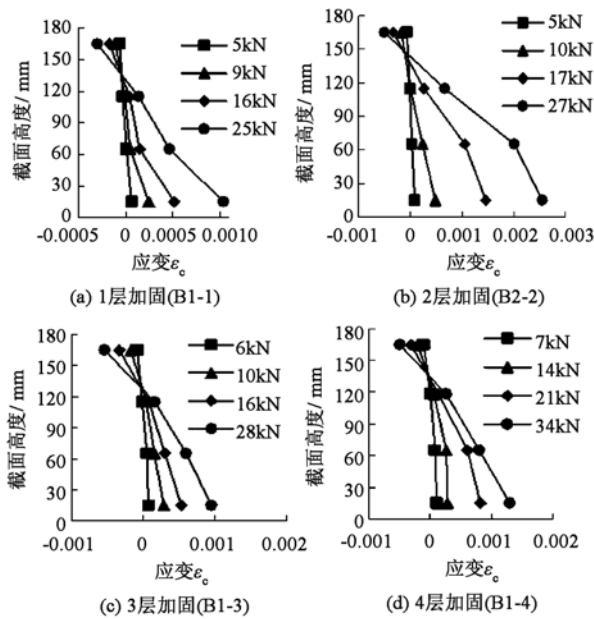 180
150
120
90
60
30
0
截面高度/ mm
5kN
9kN
16kN
25kN
-0.0005 0 0.0005 0.0010
应变εc
(a) 1层加固(B1-1)
180
150
120
90
60
30
0
截面高度/ mm
5kN
10kN
17kN
27kN
-0.001 0 0.001 0.002 0.003
应变εc
(b) 2层加固(B2-2)
180
150
120
90
60
30
0
截面高度/ mm
6kN
10kN
16kN
28kN
-0.001 0 0.001 0.002
应变εc
(c) 3层加固(B1-3)
180
150
120
90
60
30
0
截面高度/ mm
7kN
14kN
21kN
34kN
-0.001 0 0.001 0.002
应变εc
(d) 4层加固(B1-4)